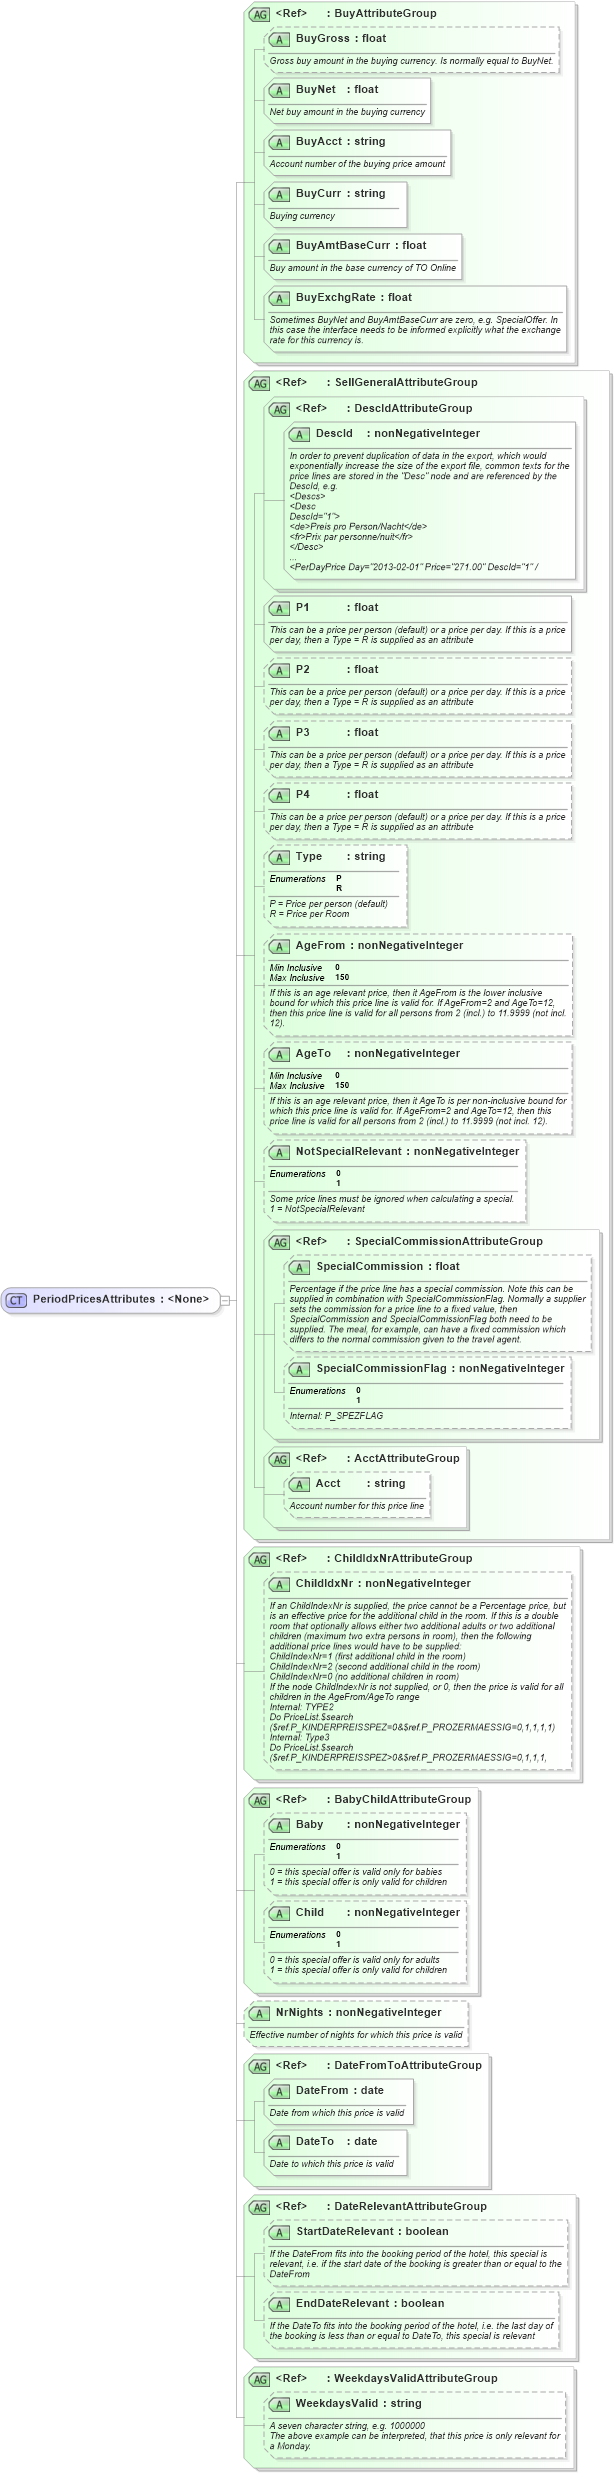 AG <Ref> : BuyAttributeGroup
A BuyGross : float
Gross buy amount in the buying currency. Is normally equal to BuyNet.
A BuyNet : float
Net buy amount in the buying currency
A BuyAcct : string
Account number of the buying price amount
A BuyCurr : string
Buying currency
A BuyAmtBaseCurr : float
Buy amount in the base currency of TO Online
A BuyExchgRate : float
Sometimes BuyNet and BuyAmtBaseCurr are zero, e.g. SpecialOffer. In
this case the interface needs to be informed explicitly what the exchange
rate for this currency is.
AG <Ref> : SellGeneralAttributeGroup
AG <Ref> : DescIdAttributeGroup
A DescId : nonNegativeInteger
In order to prevent duplication of data in the export, which would
exponentially increase the size of the export file, common texts for the
price lines are stored in the "Desc" node and are referenced by the
DescId, e.g.
<Descs>
<Desc
DescId="1">
<de>Preis pro Person/Nacht</de>
<fr>Prix par personne/nuit</fr>
</Desc>
...
<PerDayPrice Day="2013-02-01" Price="271.00" DescId="1" /
A P1 : float
This can be a price per person (default) or a price per day. If this is a price
per day, then a Type = R is supplied as an attribute
A P2 : float
This can be a price per person (default) or a price per day. If this is a price
per day, then a Type = R is supplied as an attribute
A P3 : float
This can be a price per person (default) or a price per day. If this is a price
per day, then a Type = R is supplied as an attribute
A P4 : float
This can be a price per person (default) or a price per day. If this is a price
per day, then a Type = R is supplied as an attribute
A Type : string
Enumerations P
R
P = Price per person (default)
R = Price per Room
A AgeFrom : nonNegativeInteger
Min Inclusive 0
Max Inclusive 150
If this is an age relevant price, then it AgeFrom is the lower inclusive
bound for which this price line is valid for. If AgeFrom=2 and AgeTo=12,
then this price line is valid for all persons from 2 (incl.) to 11.9999 (not incl.
12).
A AgeTo : nonNegativeInteger
Min Inclusive 0
Max Inclusive 150
If this is an age relevant price, then it AgeTo is per non-inclusive bound for
which this price line is valid for. If AgeFrom=2 and AgeTo=12, then this
price line is valid for all persons from 2 (incl.) to 11.9999 (not incl. 12).
A NotSpecialRelevant : nonNegativeInteger
Enumerations 0
1
Some price lines must be ignored when calculating a special.
1 = NotSpecialRelevant
AG <Ref> : SpecialCommissionAttributeGroup
A SpecialCommission : float
Percentage if the price line has a special commission. Note this can be
supplied in combination with SpecialCommissionFlag. Normally a supplier
sets the commission for a price line to a fixed value, then
SpecialCommission and SpecialCommissionFlag both need to be
supplied. The meal, for example, can have a fixed commission which
differs to the normal commission given to the travel agent.
CT PeriodPricesAttributes : <None>
A SpecialCommissionFlag : nonNegativeInteger
Enumerations 0
1
Internal: P_SPEZFLAG
AG <Ref> : AcctAttributeGroup
A Acct : string
Account number for this price line
AG <Ref> : ChildIdxNrAttributeGroup
A ChildIdxNr : nonNegativeInteger
If an ChildIndexNr is supplied, the price cannot be a Percentage price, but
is an effective price for the additional child in the room. If this is a double
room that optionally allows either two additional adults or two additional
children (maximum two extra persons in room), then the following
additional price lines would have to be supplied:
ChildIndexNr=1 (first additional child in the room)
ChildIndexNr=2 (second additional child in the room)
ChildIndexNr=0 (no additional children in room)
If the node ChildIndexNr is not supplied, or 0, then the price is valid for all
children in the AgeFrom/AgeTo range
Internal: TYPE2
Do PriceList.$search
($ref.P_KINDERPREISSPEZ=0&$ref.P_PROZERMAESSIG=0,1,1,1,1)
Internal: Type3
Do PriceList.$search
($ref.P_KINDERPREISSPEZ>0&$ref.P_PROZERMAESSIG=0,1,1,1,
AG <Ref> : BabyChildAttributeGroup
A Baby : nonNegativeInteger
Enumerations 0
1
0 = this special offer is valid only for babies
1 = this special offer is only valid for children
A Child : nonNegativeInteger
Enumerations 0
1
0 = this special offer is valid only for adults
1 = this special offer is only valid for children
A NrNights : nonNegativeInteger
Effective number of nights for which this price is valid
AG <Ref> : DateFromToAttributeGroup
A DateFrom : date
Date from which this price is valid
A DateTo : date
Date to which this price is valid
AG <Ref> : DateRelevantAttributeGroup
A StartDateRelevant : boolean
If the DateFrom fits into the booking period of the hotel, this special is
relevant, i.e. if the start date of the booking is greater than or equal to the
DateFrom
A EndDateRelevant : boolean
If the DateTo fits into the booking period of the hotel, i.e. the last day of
the booking is less than or equal to DateTo, this special is relevant
AG <Ref> : WeekdaysValidAttributeGroup
A WeekdaysValid : string
A seven character string, e.g. 1000000
The above example can be interpreted, that this price is only relevant for
a Monday.